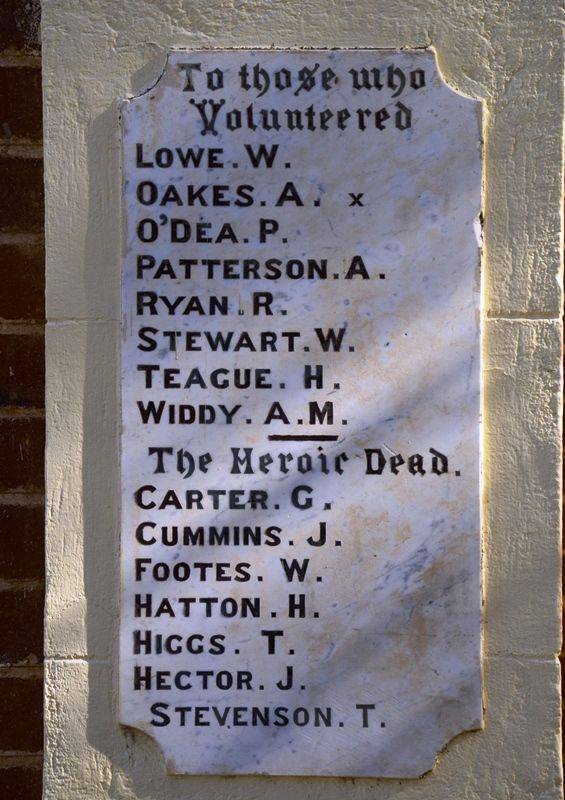 To those who
Volunteered
LOWE. W.
OAKES. A. x
O'DEA. P.
PATTERSON. A.
RYAN. R.
STEWART. W.
TEAGUE. H.
WIDDY. A.M.
The Heroic Dead.
CARTER. G.
CUMMINS. J.
FOOTES. W.
HATTON. H.
HIGGS. T.
HECTOR. J.
STEVENSON. T.